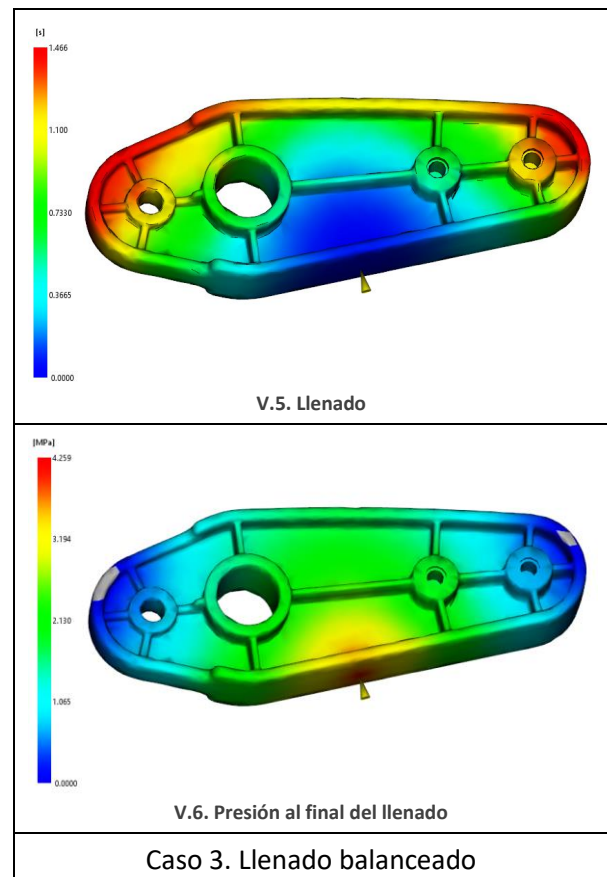 [s]
1.466
1.100
0.7330
0.3665
0.0000
V.5. Llenado
[MPa]
4.259
3.194
2.130
1.065
0.0000
V.6. Presión al final del llenado
Caso 3. Llenado balanceado